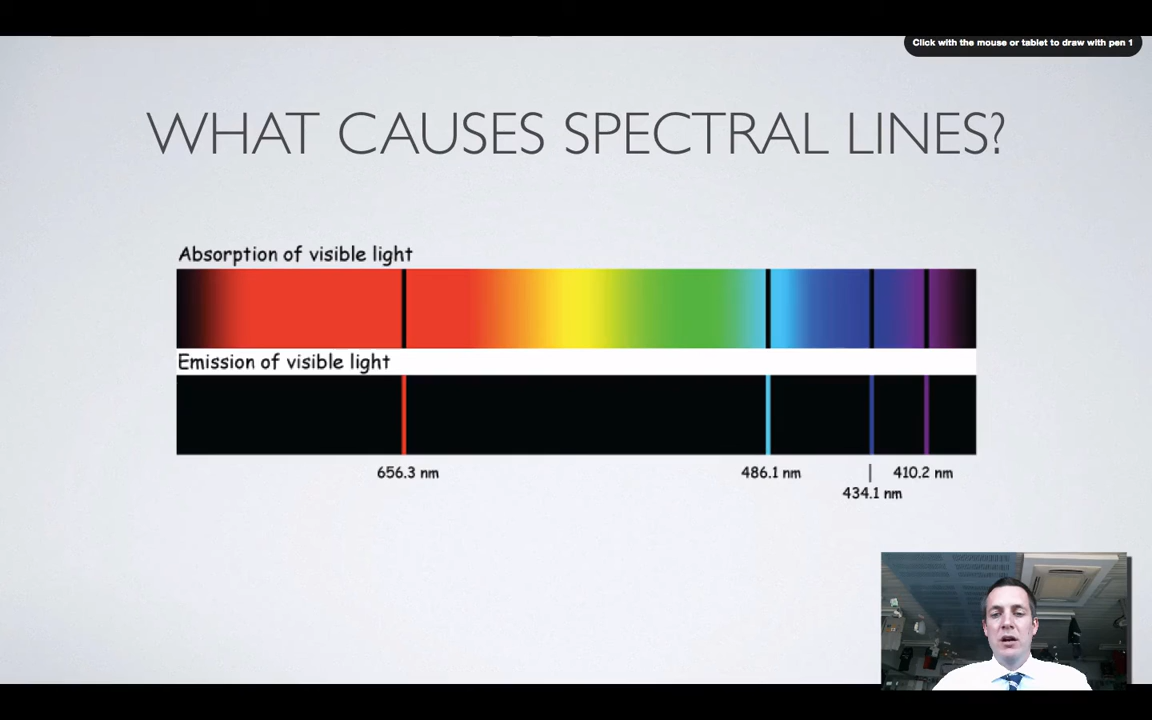 Click with the mouse or tablet to draw with pen 1
WHAT CAUSES SPECTRAL LINES?
Absorption of visible light
Emission of visible light
656.3 nm
486.1 nm
410.2 nm
434.1 nm